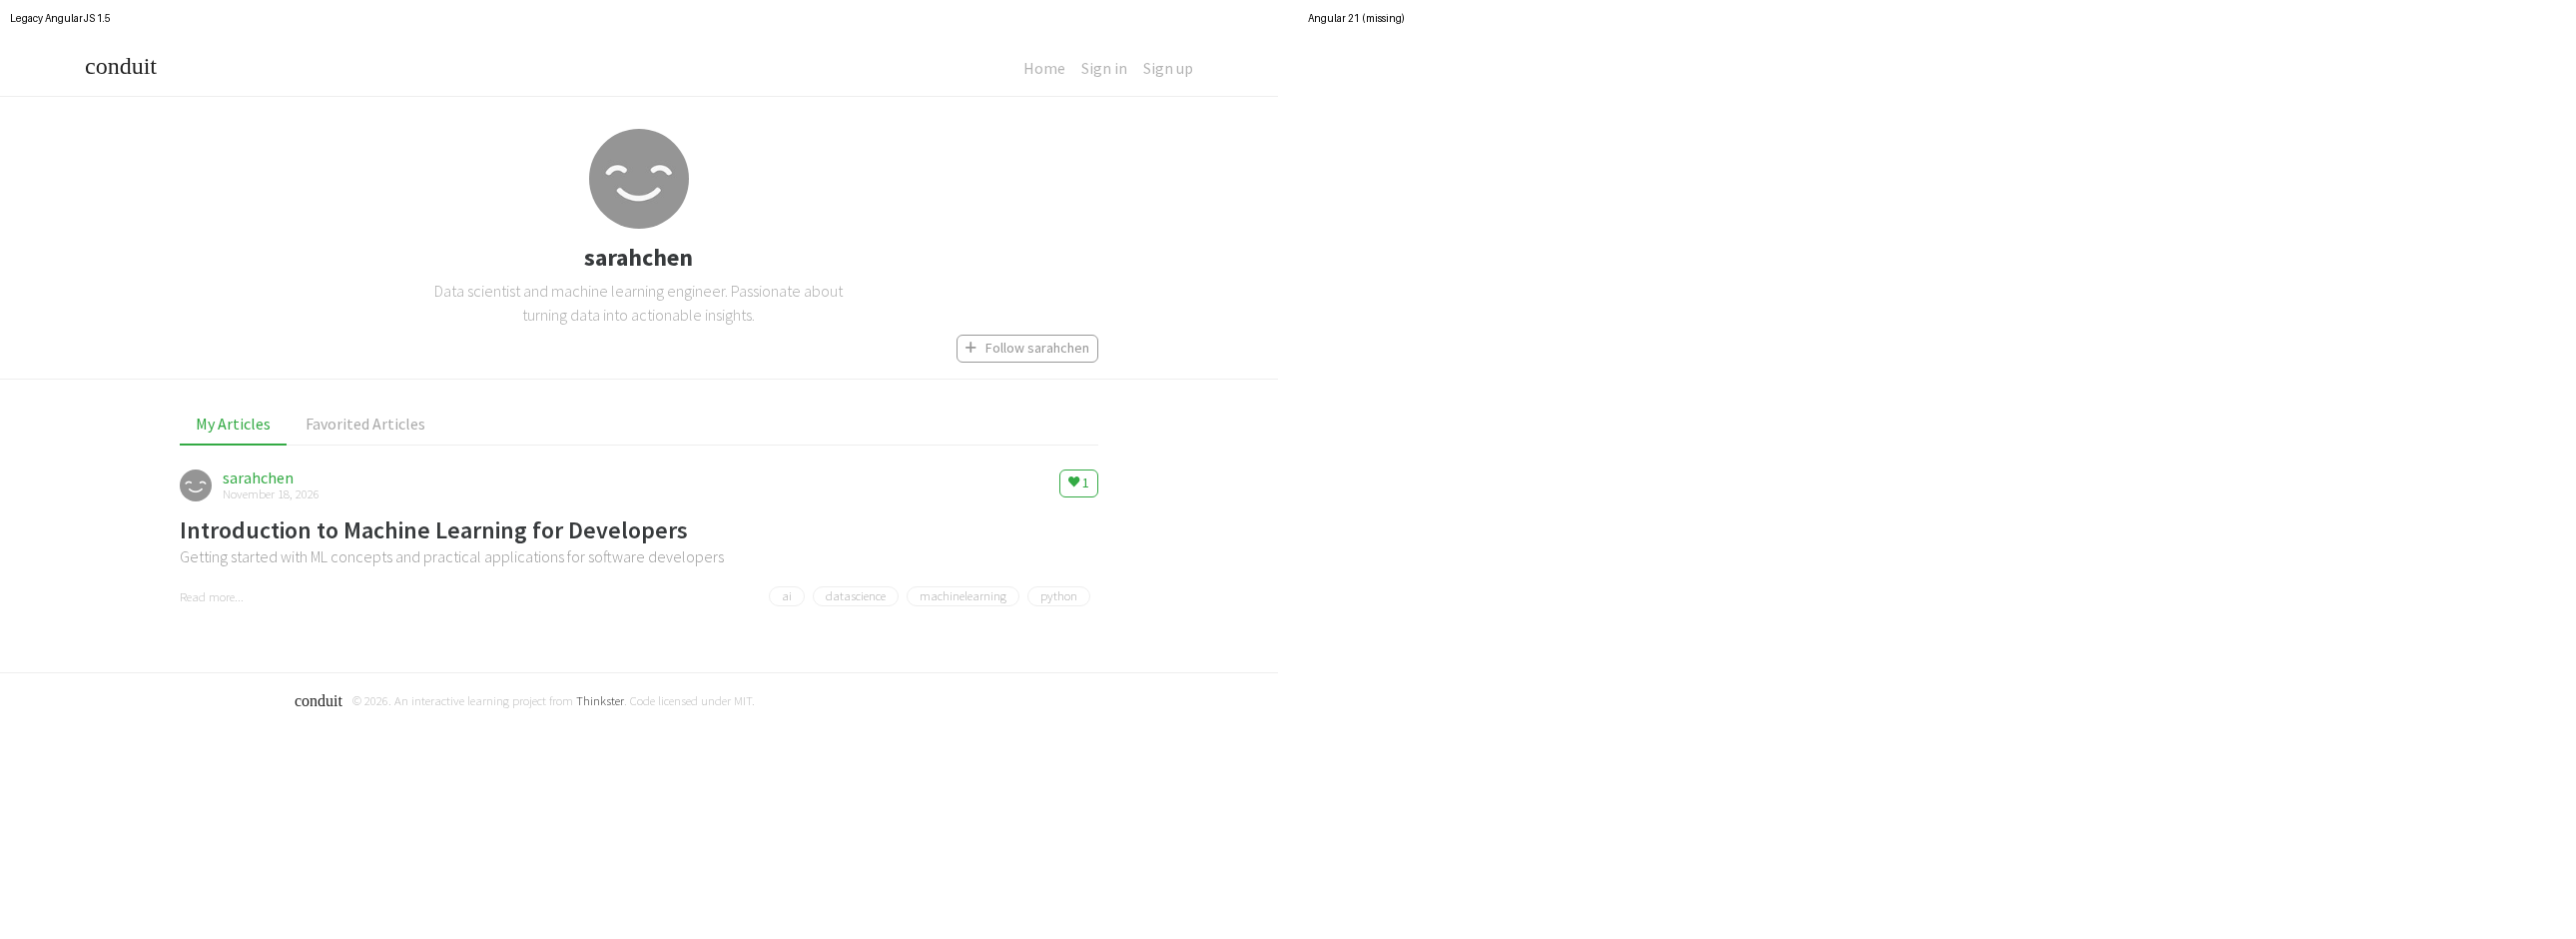 Legacy AngularJS 1.5
Angular 21 (missing)
conduit
Home Sign in Sign up
sarahchen
Data scientist and machine learning engineer. Passionate about
turning data into actionable insights.
+ Follow sarahchen
My Articles Favorited Articles
sarahchen
November 18, 2026
1
Introduction to Machine Learning for Developers
Getting started with ML concepts and practical applications for software developers
Read more...
ai datascience machinelearning python
conduit © 2026. An interactive learning project from Thinkster. Code licensed under MIT.